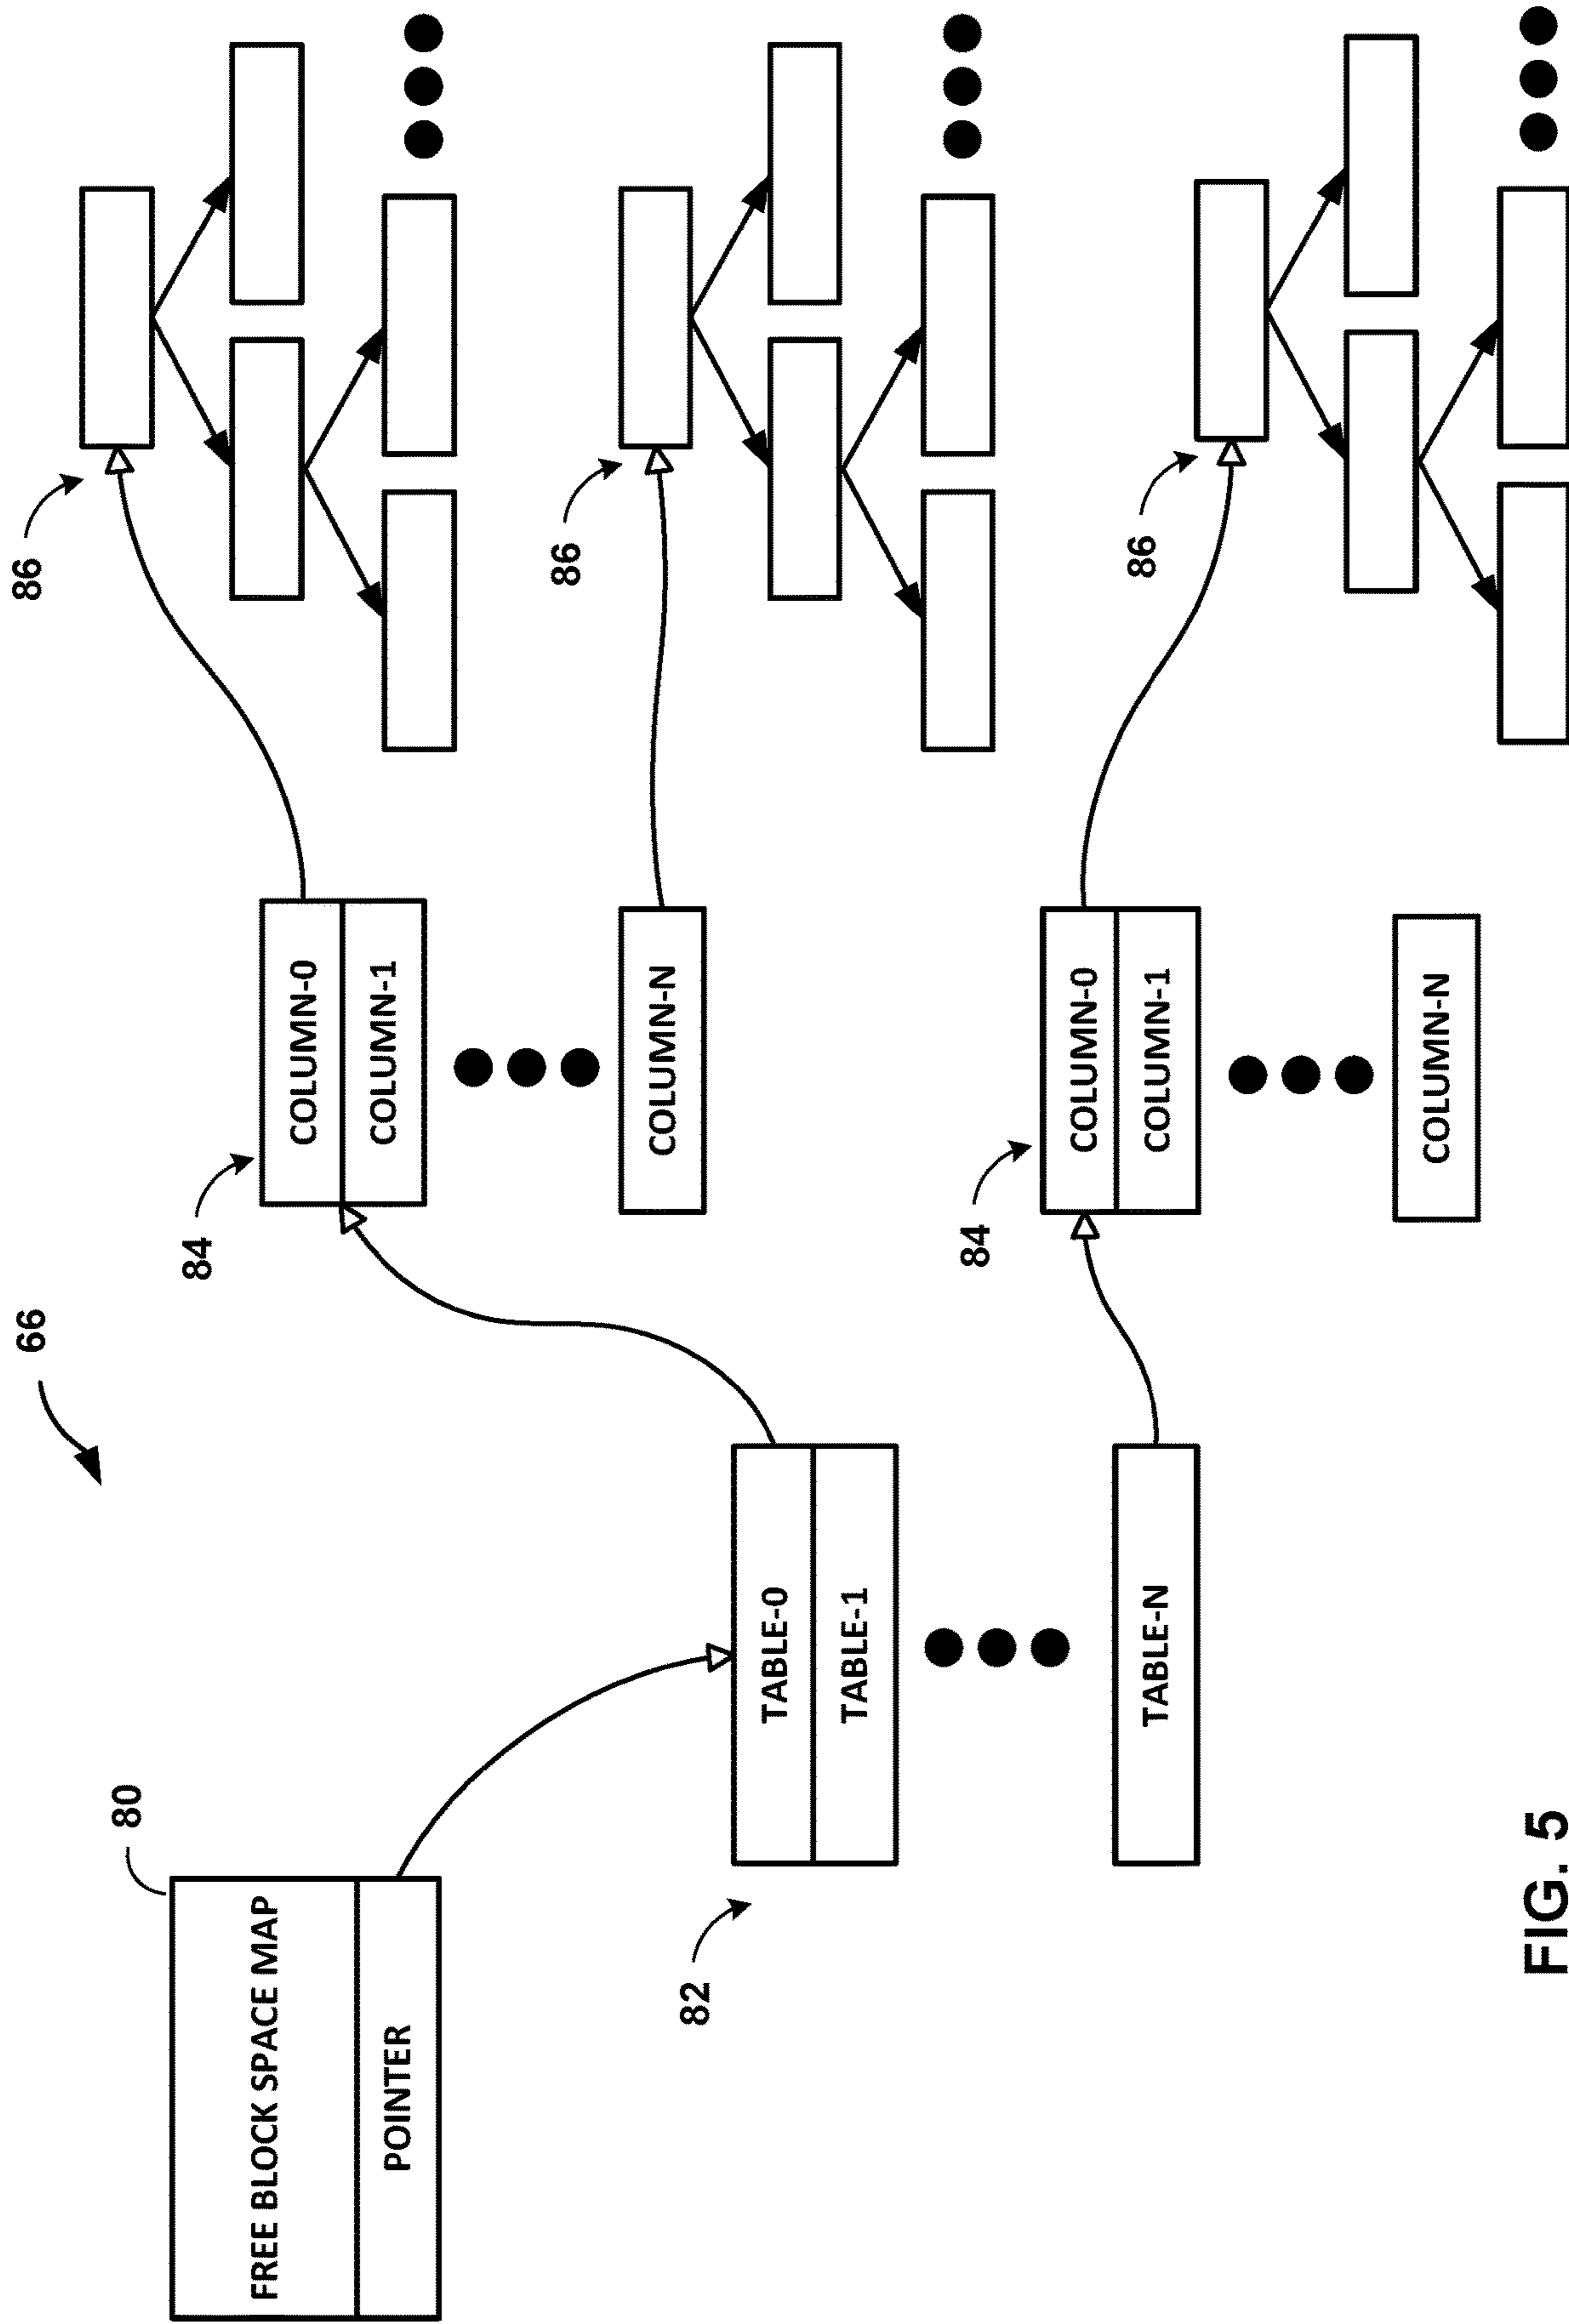 66
80
FREE BLOCK SPACE MAP
POINTER
82
TABLE-0
TABLE-1
TABLE-N
84
COLUMN-0
COLUMN-1
COLUMN-N
84
COLUMN-0
COLUMN-1
COLUMN-N
86
86
86
FIG. 5